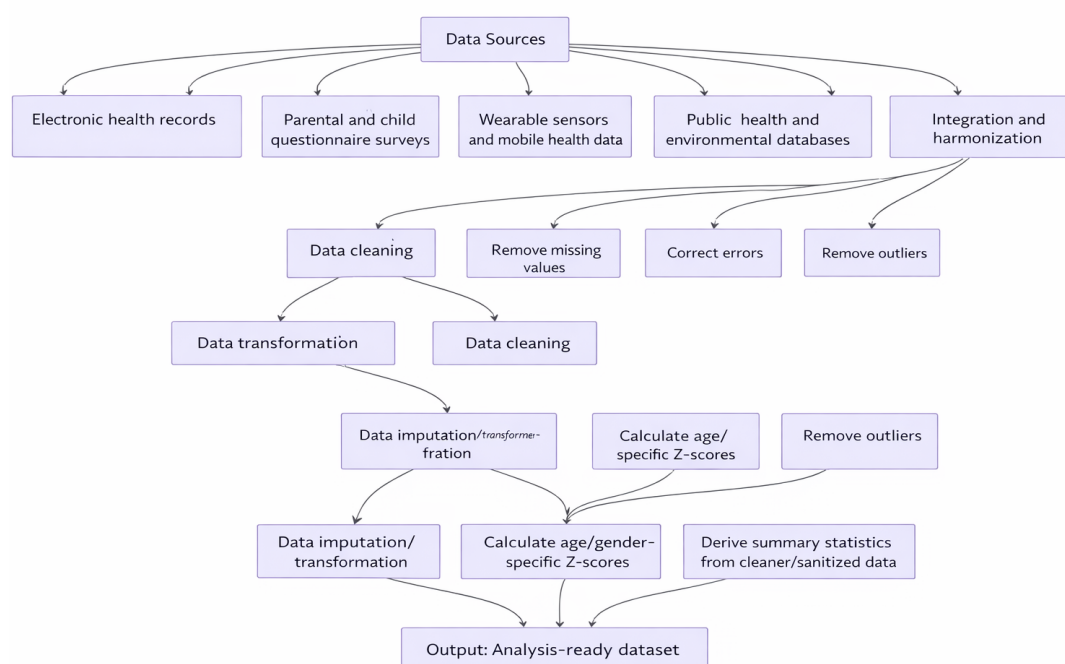 Data Sources
Electronic health records
Parental and child
questionnaire surveys
Wearable sensors
and mobile health data
Public health and
environmental databases
Integration and
harmonization
Data cleaning
Remove missing
values
Correct errors
Remove outliers
Data transformation
Data cleaning
Data imputation/transforme-
fration
Calculate age/
specific Z-scores
Remove outliers
Data imputation/
transformation
Calculate age/gender-
specific Z-scores
Derive summary statistics
from cleaner/sanitized data
Output: Analysis-ready dataset